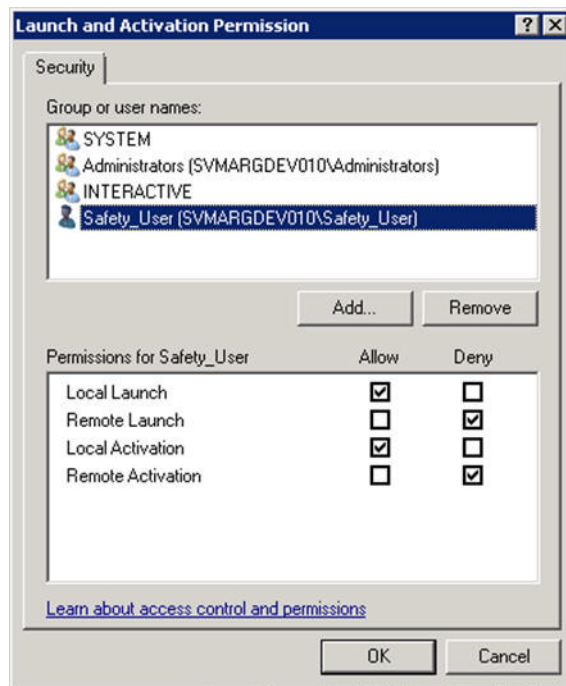 Launch and Activation Permission
Security
Group or user names:
SYSTEM
Administrators (SVMARGDEV010\Administrators)
INTERACTIVE
Safety_User (SVMARGDEV010\Safety_User)
Add... Remove
Permissions for Safety_User Allow Deny
Local Launch
Remote Launch
Local Activation
Remote Activation
Learn about access control and permissions
OK Cancel